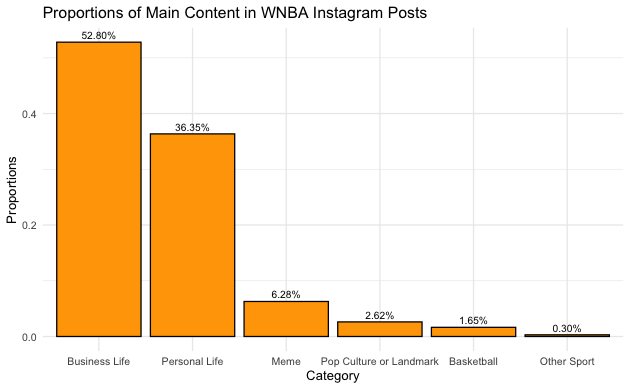 Proportions of Main Content in WNBA Instagram Posts
52.80%
36.35%
6.28%
2.62%
1.65%
0.30%
0.4
0.2
0.0
Proportions
Business Life Personal Life Meme Pop Culture or Landmark Basketball Other Sport
Category